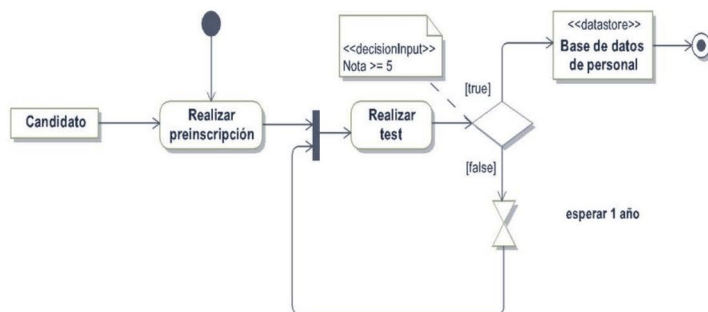 <<datastore>>
Base de datos
de personal
<<decisionInput>>
Nota >= 5
[true]
Candidato
Realizar
preinscripción
Realizar
test
[false]
esperar 1 año